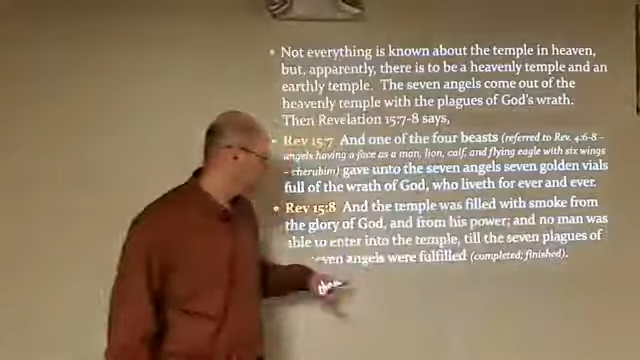 • Not everything is known about the temple in heaven,
but, apparently, there is to be a heavenly temple and an
earthly temple. The seven angels come out of the
heavenly temple with the plagues of God's wrath.
Then Revelation 15:7-8 says,
• Rev 15:7 And one of the four beasts (referred to Rev. 4:6-8 –
angels having a face as a man, lion, calf, and flying eagle with six wings
– cherubim) gave unto the seven angels seven golden vials
full of the wrath of God, who liveth for ever and ever.
• Rev 15:8 And the temple was filled with smoke from
the glory of God, and from his power; and no man was
able to enter into the temple, till the seven plagues of
the seven angels were fulfilled (completed; finished).